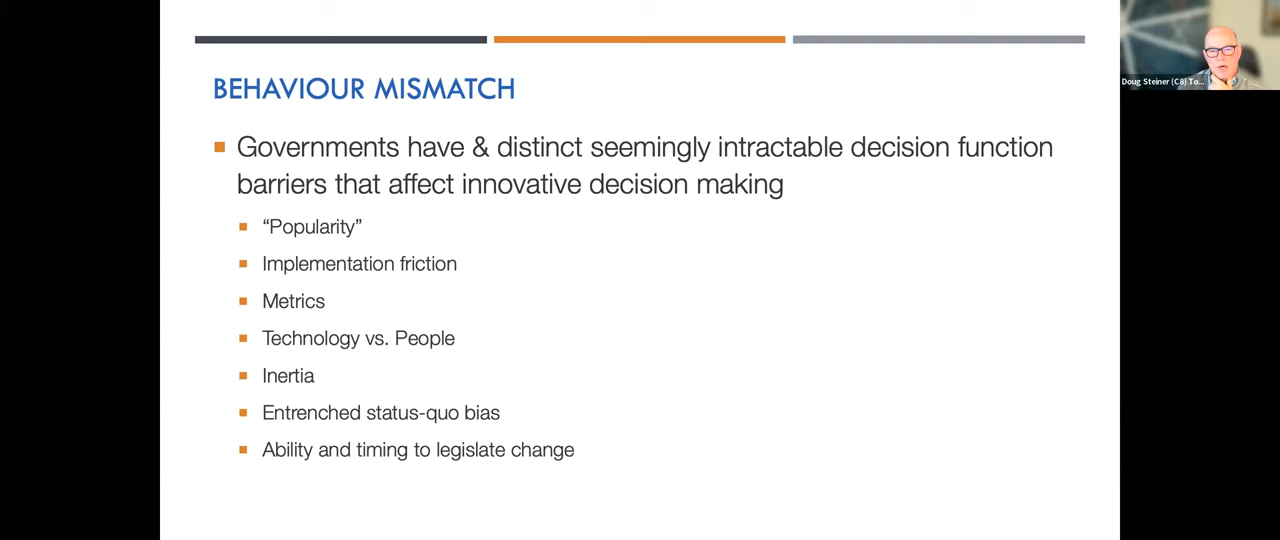 BEHAVIOUR MISMATCH
Governments have & distinct seemingly intractable decision function
barriers that affect innovative decision making
“Popularity”
Implementation friction
Metrics
Technology vs. People
Inertia
Entrenched status-quo bias
Ability and timing to legislate change
Doug Steiner (C8) To...